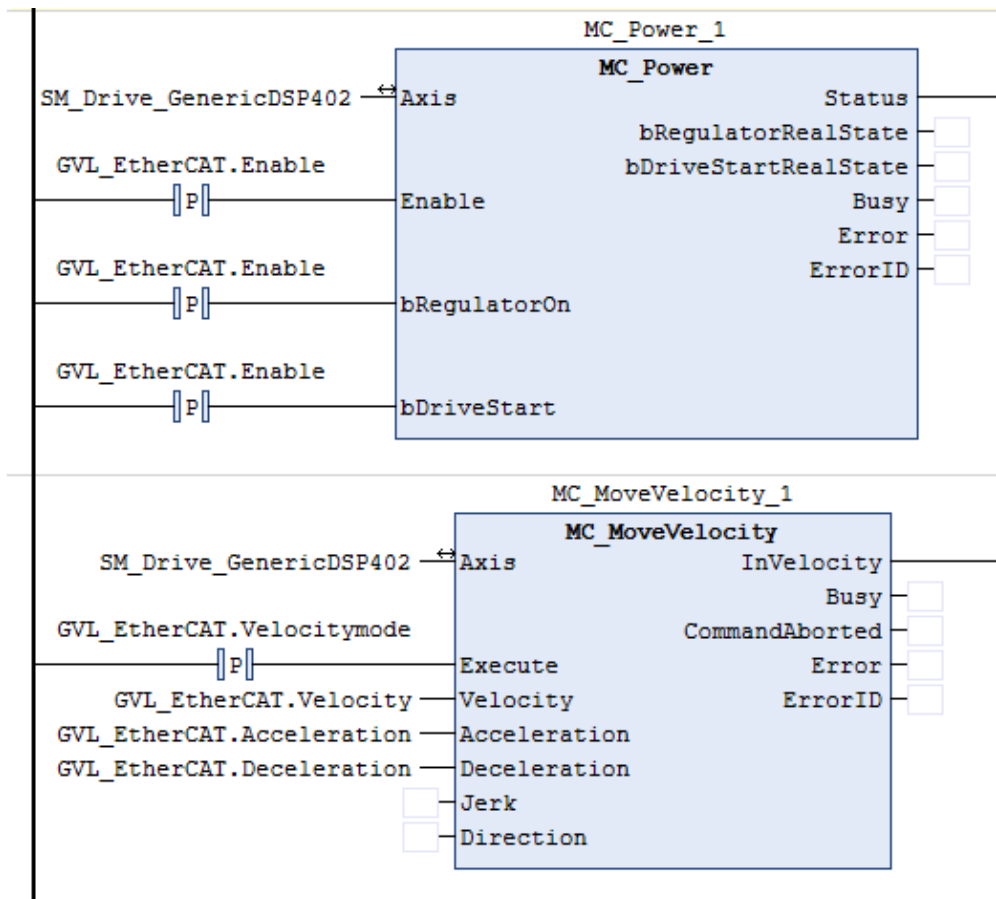 MC_Power_1
MC_Power
SM_Drive_GenericDSP402 Axis Status
bRegulatorRealState
GVL_EtherCAT.Enable bDriveStartRealState
P Enable Busy
Error
GVL_EtherCAT.Enable ErrorID
P bRegulatorOn
GVL_EtherCAT.Enable
P bDriveStart
MC_MoveVelocity_1
MC_MoveVelocity
SM_Drive_GenericDSP402 Axis InVelocity
Busy
GVL_EtherCAT.Velocitymode CommandAborted
P Execute Error
GVL_EtherCAT.Velocity Velocity ErrorID
GVL_EtherCAT.Acceleration Acceleration
GVL_EtherCAT.Deceleration Deceleration
Jerk
Direction